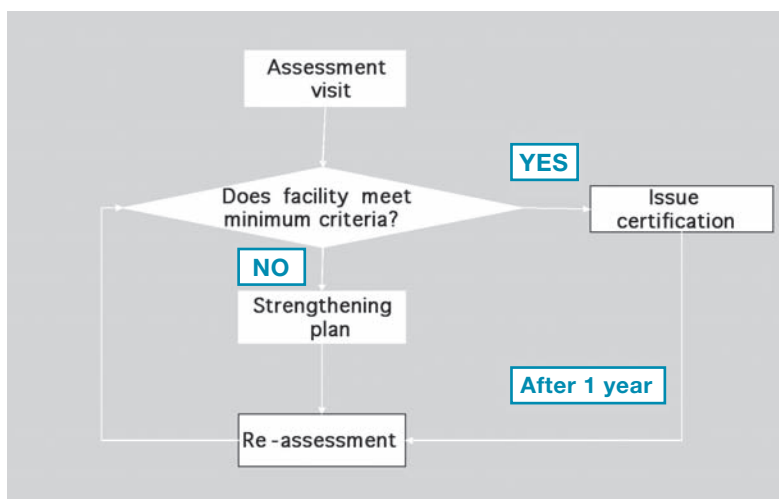 Assessment
visit
YES
Does facility meet
minimum criteria?
Issue
certification
NO
Strengthening
plan
After 1 year
Re-assessment